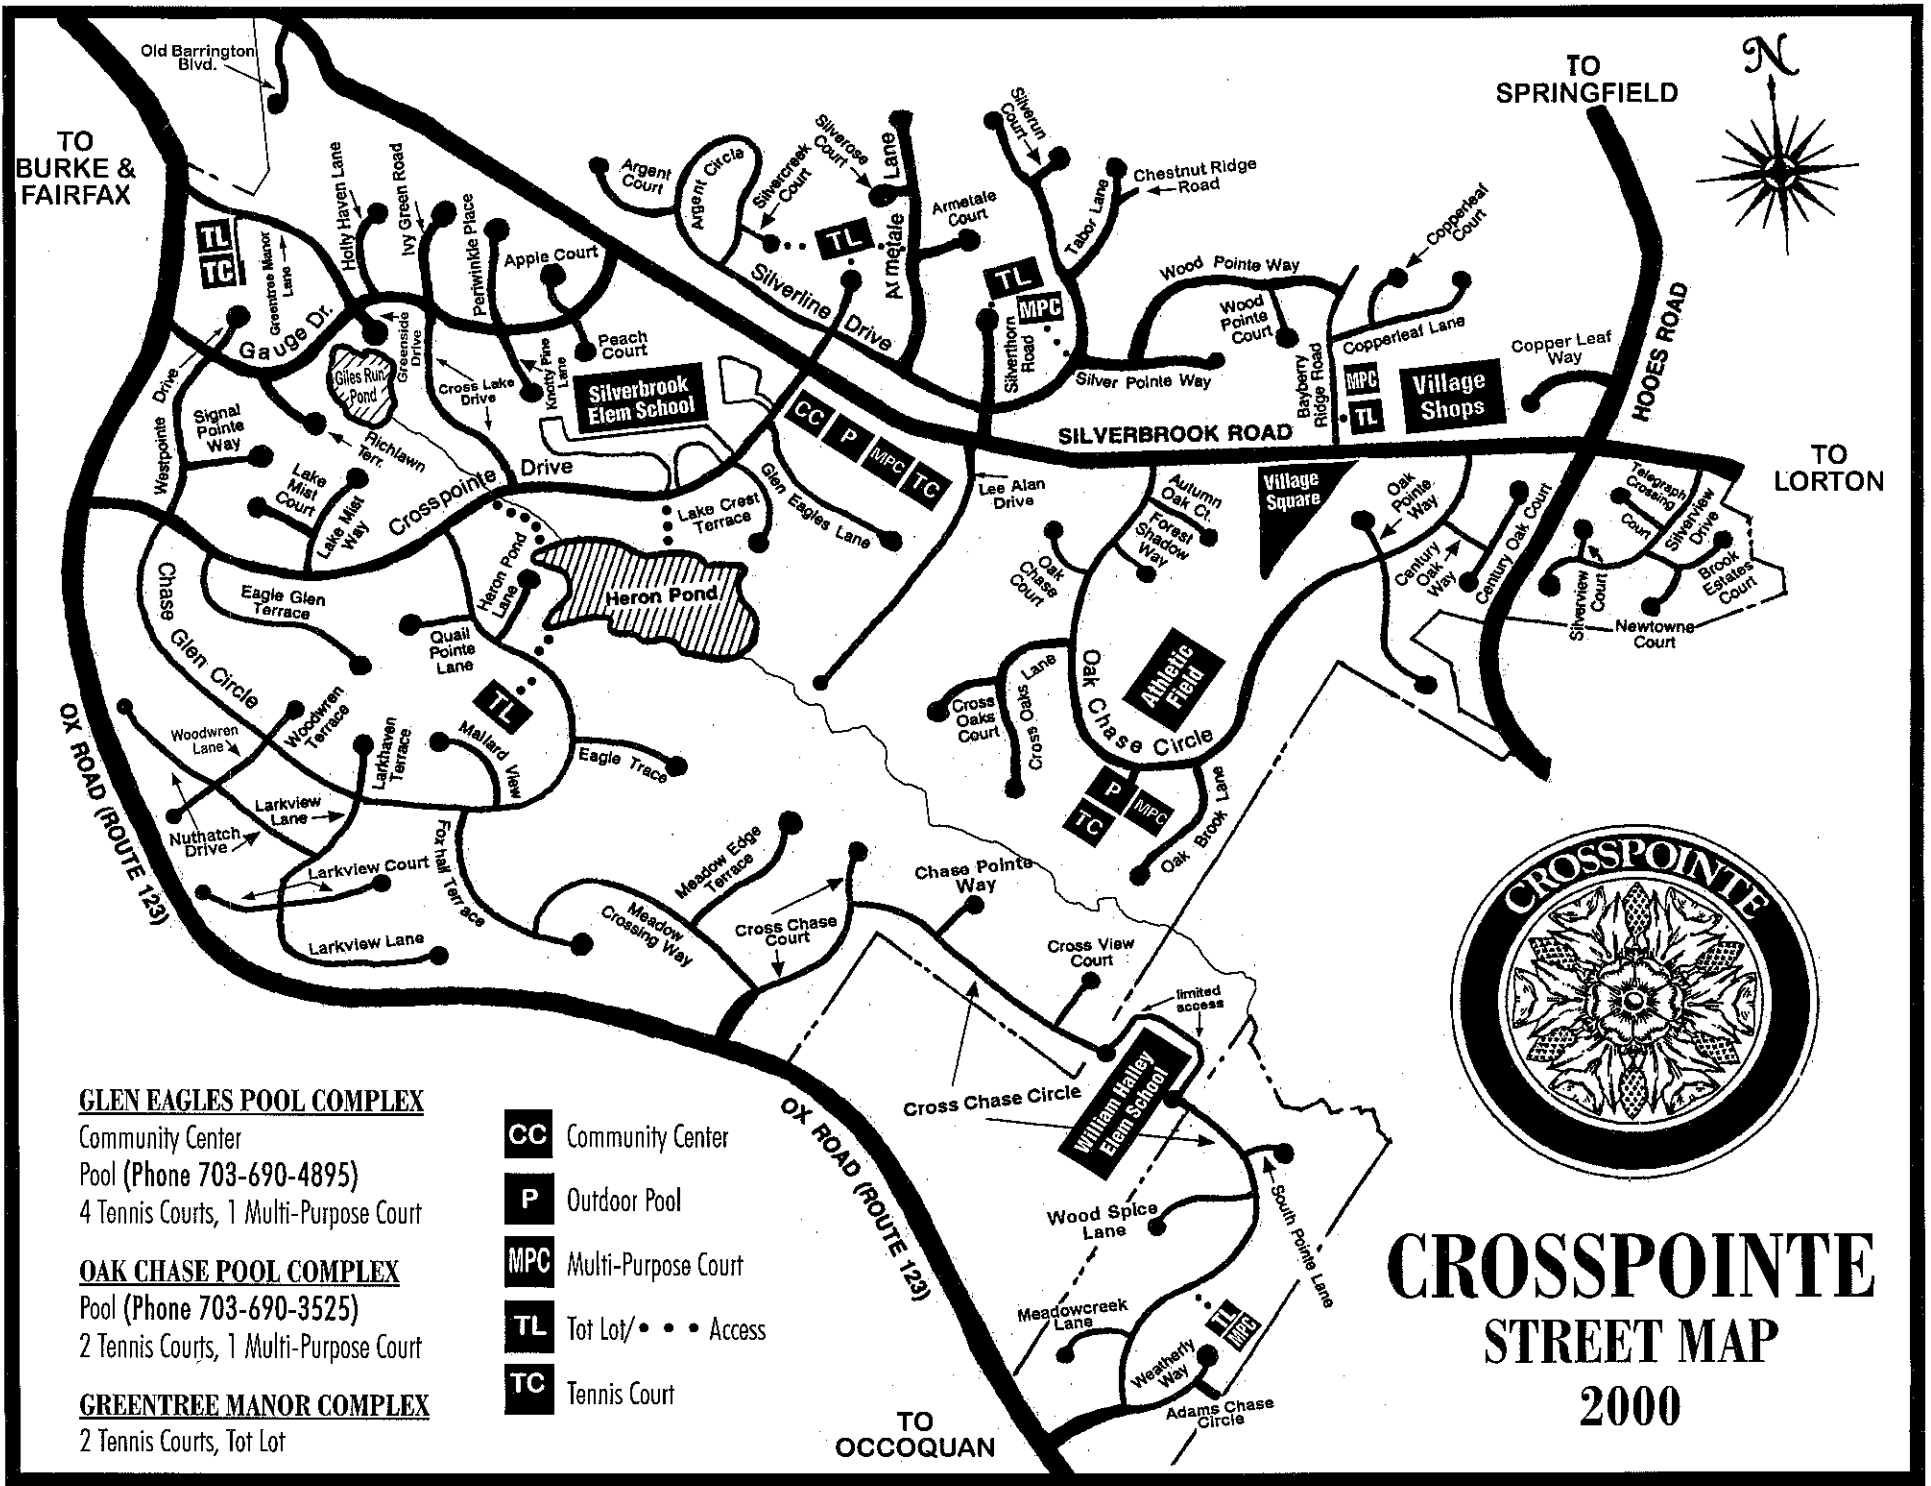 Old Barrington
Blvd.
TO
BURKE &
FAIRFAX
TO
SPRINGFIELD
N
TL
TC
Greentree Manor
Lane
Holly Haven Lane
Ivy Green Road
Periwinkle Place
Apple Court
Peach
Court
Gauge Dr.
Greenside
Drive
Giles Run
Pond
Cross Lake
Drive
Knotty Pine
Lane
Silverbrook
Elem School
Argent
Court
Argent Circle
Silvercreek
Court
Silverose
Court
TL
Armetale
Lane
Armetale
Court
Silverline Drive
Silverun
Court
Chestnut Ridge
Road
Tabor Lane
TL
MPC
Silverthorn
Road
Wood Pointe Way
Wood
Pointe
Court
Silver Pointe Way
Copperleaf
Court
Copperleaf Lane
Bayberry
Ridge Road
MPC
TL
Village
Shops
Copper Leaf
Way
HOOES ROAD
SILVERBROOK ROAD
TO
LORTON
Westpointe Drive
Signal
Pointe
Way
Richlawn
Terr.
Lake
Mist
Court
Lake Mist
Way
Crosspointe Drive
CC
P
MPC
TC
Lake Crest
Terrace
Glen Eagles Lane
Lee Alan
Drive
Autumn
Oak Ct.
Forest
Shadow
Way
Village
Square
Oak
Pointe
Way
Century
Oak
Way
Century Oak Court
Telegraph
Crossing
Court
Silverview
Drive
Silverview
Court
Brook
Estates
Court
Newtowne
Court
Oak
Chase
Court
Heron Pond
Lane
Heron Pond
Eagle Glen
Terrace
Quail
Pointe
Lane
TL
Chase Glen Circle
Woodwren
Lane
Woodwren
Terrace
Larkhaven
Terrace
Mallard View
Eagle Trace
Cross Oaks Lane
Cross
Oaks
Court
Oak Chase Circle
Athletic
Field
P
MPC
TC
Oak Brook Lane
OX ROAD (ROUTE 123)
Nuthatch
Drive
Larkview
Lane
Larkview Court
Larkview Lane
Foxhall Terrace
Meadow Edge
Terrace
Meadow
Crossing Way
Cross Chase
Court
Chase Pointe
Way
Cross View
Court
limited
access
William Halley
Elem School
Cross Chase Circle
OX ROAD (ROUTE 123)
Wood Spice
Lane
South Pointe Lane
Meadowcreek
Lane
TL
MPC
Weatherly
Way
Adams Chase
Circle
TO
OCCOQUAN
GLEN EAGLES POOL COMPLEX
Community Center
Pool (Phone 703-690-4895)
4 Tennis Courts, 1 Multi-Purpose Court
OAK CHASE POOL COMPLEX
Pool (Phone 703-690-3525)
2 Tennis Courts, 1 Multi-Purpose Court
GREENTREE MANOR COMPLEX
2 Tennis Courts, Tot Lot
CC Community Center
P Outdoor Pool
MPC Multi-Purpose Court
TL Tot Lot/• • • Access
TC Tennis Court
CROSSPOINTE
CROSSPOINTE
STREET MAP
2000